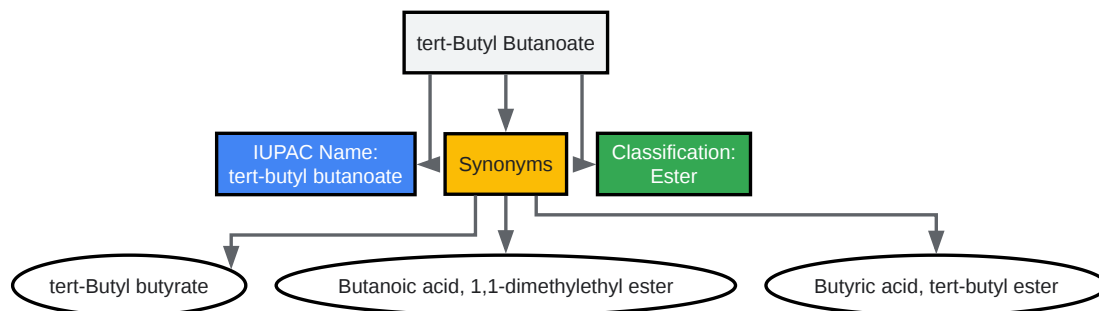 tert-Butyl Butanoate
IUPAC Name:
tert-butyl butanoate
Synonyms
Classification:
Ester
tert-Butyl butyrate
Butanoic acid, 1,1-dimethylethyl ester
Butyric acid, tert-butyl ester